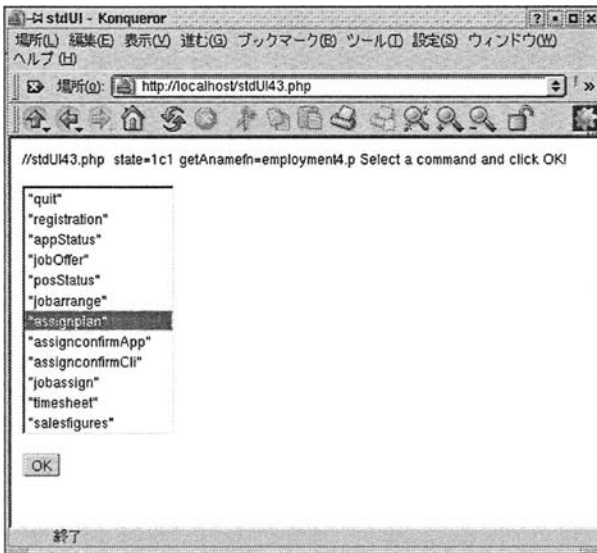 stdUI - Konqueror
場所(L) 編集(E) 表示(V) 進む(G) ブックマーク(B) ツール(T) 設定(S) ウィンドウ(W)
ヘルプ(H)
場所(o): http://localhost/stdUI43.php
//stdUI43.php state=1c1 getAnamefn=employment4.p Select a command and click OK!
"quit"
"registration"
"appStatus"
"jobOffer"
"posStatus"
"jobarrange"
"assignplan"
"assignconfirmApp"
"assignconfirmCli"
"jobassign"
"timesheet"
"salesfigures"
OK
終了